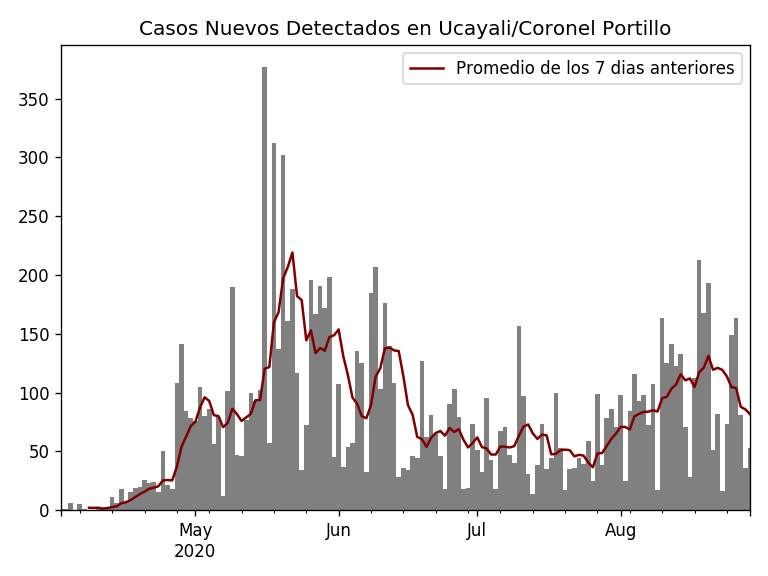 Casos Nuevos Detectados en Ucayali/Coronel Portillo
Promedio de los 7 dias anteriores
350
300
250
200
150
100
50
0
May
2020
Jun
Jul
Aug